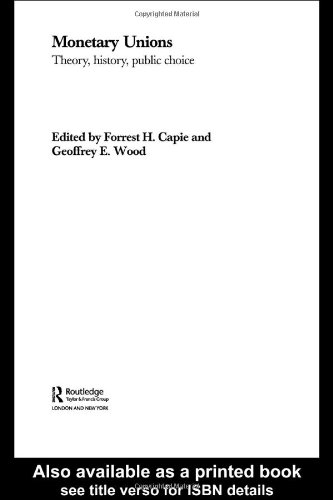 Copyrighted Material
Monetary Unions
Theory, history, public choice
Edited by Forrest H. Capie and
Geoffrey E. Wood
R
Routledge
Taylor & Francis Group
LONDON AND NEW YORK
Copyrighted Material
Also available as a printed book
see title verso for ISBN details